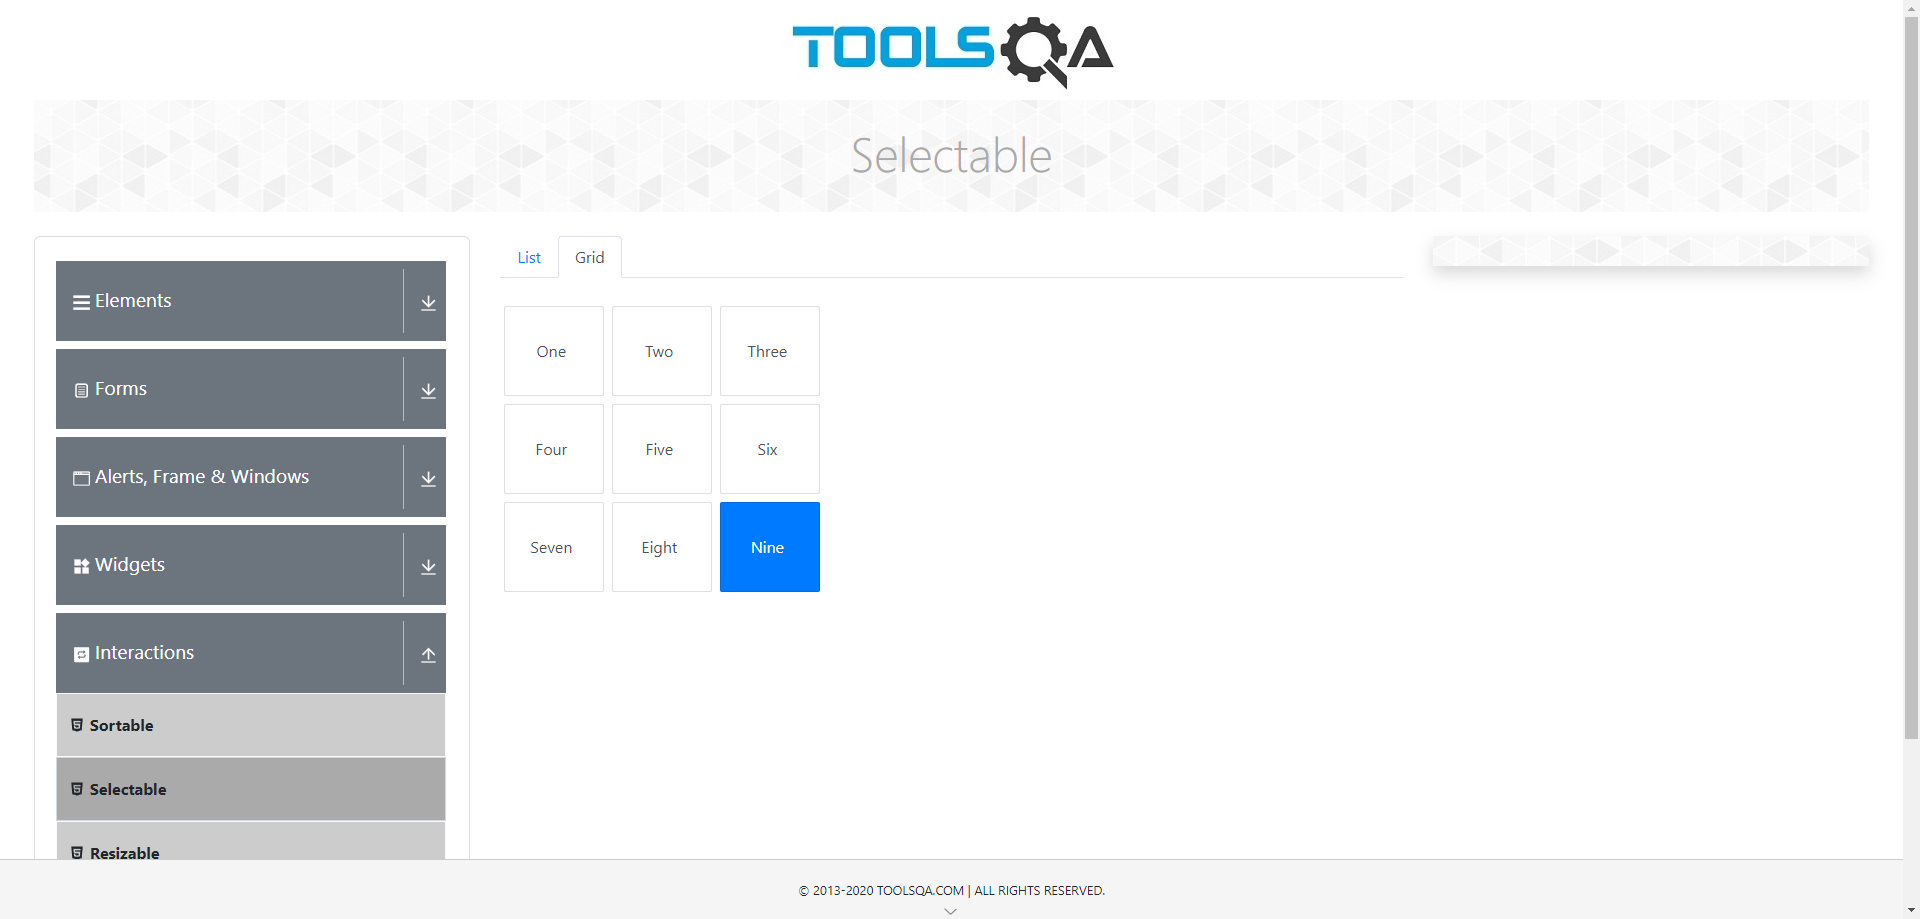 TOOLSQA
Selectable
Elements
Forms
Alerts, Frame & Windows
Widgets
Interactions
Sortable
Selectable
Resizable
List Grid
One Two Three
Four Five Six
Seven Eight Nine
© 2013-2020 TOOLSQA.COM | ALL RIGHTS RESERVED.